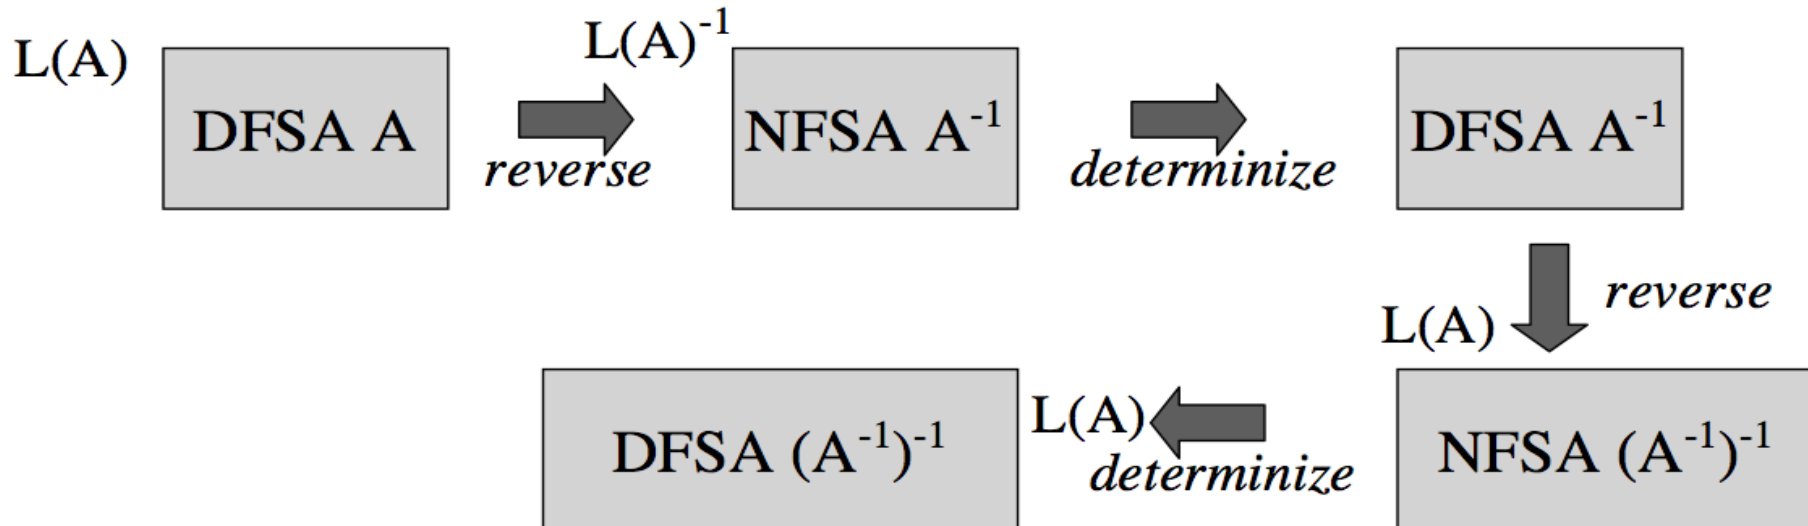 L(A)
DFSA A
reverse
L(A)⁻¹
NFSA A⁻¹
determinize
DFSA A⁻¹
reverse
L(A)
NFSA (A⁻¹)⁻¹
determinize
L(A)
DFSA (A⁻¹)⁻¹